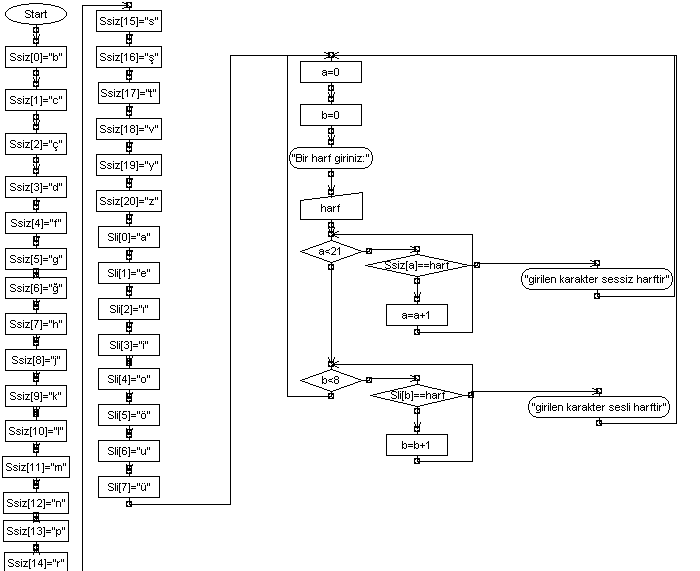 Start
Ssiz[0]="b"
Ssiz[1]="c"
Ssiz[2]="ç"
Ssiz[3]="d"
Ssiz[4]="f"
Ssiz[5]="g"
Ssiz[6]="ğ"
Ssiz[7]="h"
Ssiz[8]="j"
Ssiz[9]="k"
Ssiz[10]="l"
Ssiz[11]="m"
Ssiz[12]="n"
Ssiz[13]="p"
Ssiz[14]="r"
Ssiz[15]="s"
Ssiz[16]="ş"
Ssiz[17]="t"
Ssiz[18]="v"
Ssiz[19]="y"
Ssiz[20]="z"
Sli[0]="a"
Sli[1]="e"
Sli[2]="ı"
Sli[3]="i"
Sli[4]="o"
Sli[5]="ö"
Sli[6]="u"
Sli[7]="ü"
a=0
b=0
"Bir harf giriniz:"
harf
a<21
Ssiz[a]==harf
"girilen karakter sessiz harftir"
a=a+1
b<8
Sli[b]==harf
"girilen karakter sesli harftir"
b=b+1